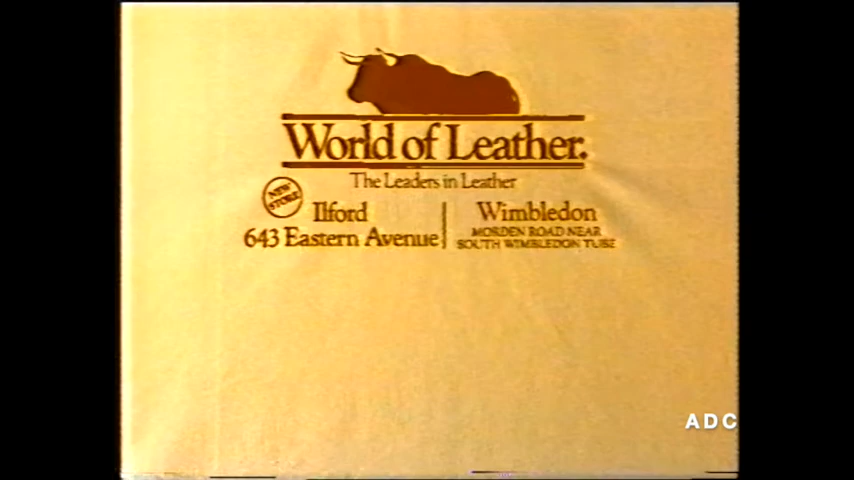 World of Leather.
The Leaders in Leather
NEW STORE
Ilford
643 Eastern Avenue
Wimbledon
MORDEN ROAD NEAR
SOUTH WIMBLEDON TUBE
ADC